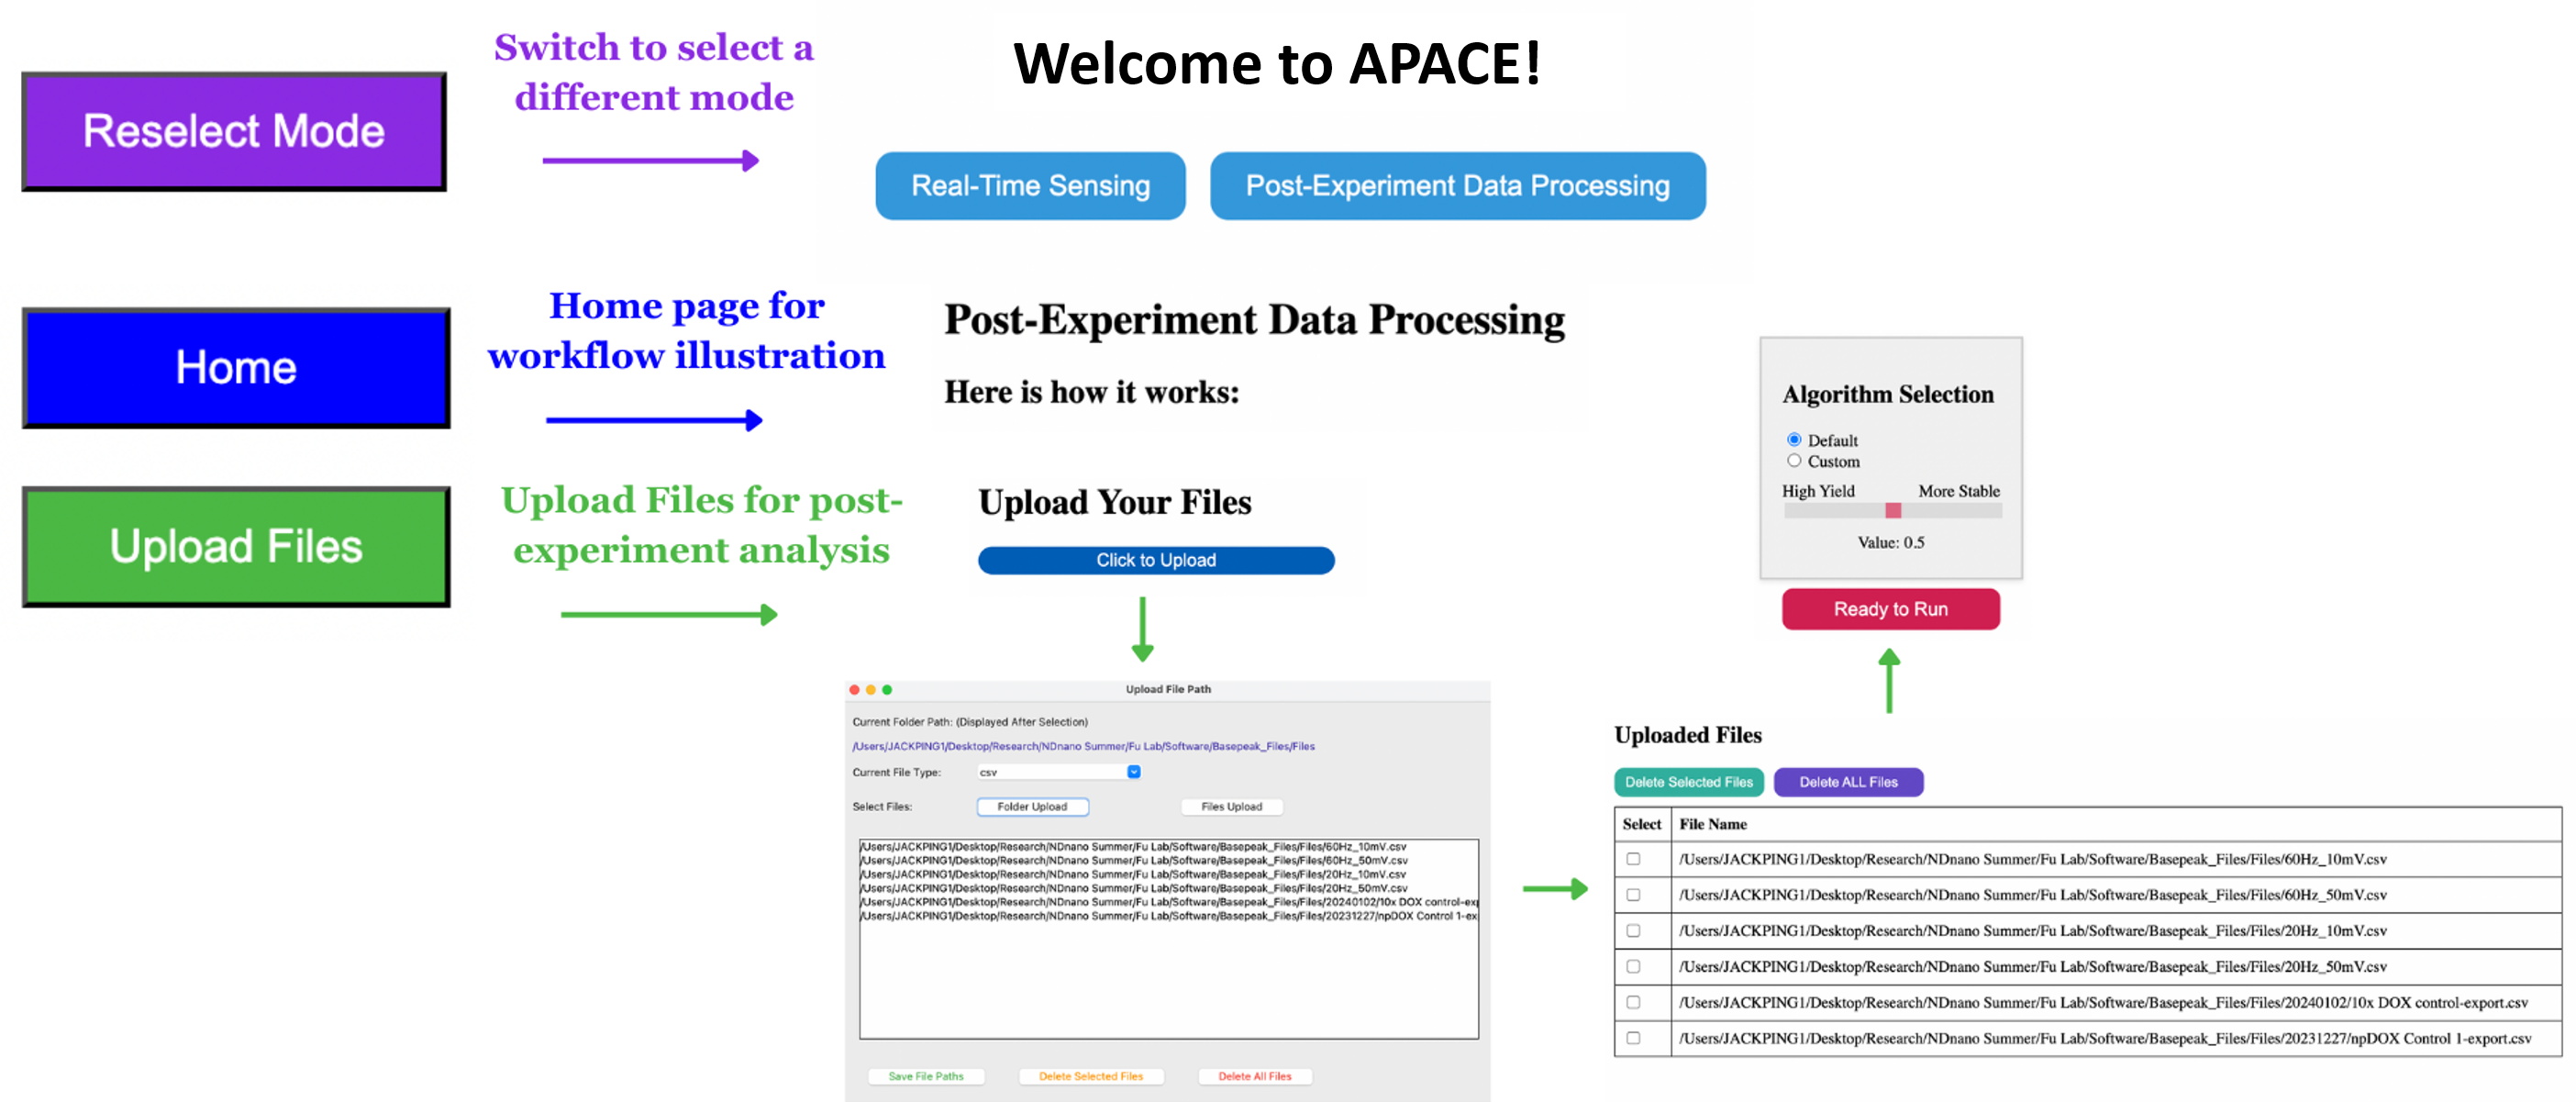 Reselect Mode
Switch to select a
different mode
Welcome to APACE!
Real-Time Sensing
Post-Experiment Data Processing
Home
Home page for
workflow illustration
Post-Experiment Data Processing
Here is how it works:
Upload Files
Upload Files for post-
experiment analysis
Upload Your Files
Click to Upload
Upload File Path
Current Folder Path: (Displayed After Selection)
/Users/JACKPING1/Desktop/Research/NDnano Summer/Fu Lab/Software/Basepeak_Files/Files
Current File Type:
csv
Select Files:
Folder Upload
Files Upload
/Users/JACKPING1/Desktop/Research/NDnano Summer/Fu Lab/Software/Basepeak_Files/Files/60Hz_10mV.csv
/Users/JACKPING1/Desktop/Research/NDnano Summer/Fu Lab/Software/Basepeak_Files/Files/60Hz_50mV.csv
/Users/JACKPING1/Desktop/Research/NDnano Summer/Fu Lab/Software/Basepeak_Files/Files/20Hz_10mV.csv
/Users/JACKPING1/Desktop/Research/NDnano Summer/Fu Lab/Software/Basepeak_Files/Files/20Hz_50mV.csv
/Users/JACKPING1/Desktop/Research/NDnano Summer/Fu Lab/Software/Basepeak_Files/Files/20240102/10x DOX control-exp
/Users/JACKPING1/Desktop/Research/NDnano Summer/Fu Lab/Software/Basepeak_Files/Files/20231227/npDOX Control 1-ex
Save File Paths
Delete Selected Files
Delete All Files
Uploaded Files
Delete Selected Files
Delete ALL Files
Select
File Name
/Users/JACKPING1/Desktop/Research/NDnano Summer/Fu Lab/Software/Basepeak_Files/Files/60Hz_10mV.csv
/Users/JACKPING1/Desktop/Research/NDnano Summer/Fu Lab/Software/Basepeak_Files/Files/60Hz_50mV.csv
/Users/JACKPING1/Desktop/Research/NDnano Summer/Fu Lab/Software/Basepeak_Files/Files/20Hz_10mV.csv
/Users/JACKPING1/Desktop/Research/NDnano Summer/Fu Lab/Software/Basepeak_Files/Files/20Hz_50mV.csv
/Users/JACKPING1/Desktop/Research/NDnano Summer/Fu Lab/Software/Basepeak_Files/Files/20240102/10x DOX control-export.csv
/Users/JACKPING1/Desktop/Research/NDnano Summer/Fu Lab/Software/Basepeak_Files/Files/20231227/npDOX Control 1-export.csv
Algorithm Selection
Default
Custom
High Yield
More Stable
Value: 0.5
Ready to Run